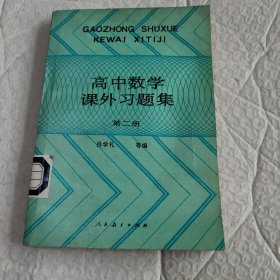 GAOZHONG SHUXUE
KEWAI XITIJI
高中数学
课外习题集
第二册
吕学礼 等编
人民教育出版社